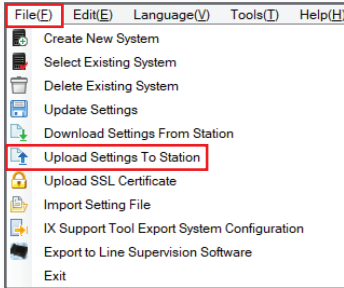 File(F) Edit(E) Language(V) Tools(T) Help(H)
Create New System
Select Existing System
Delete Existing System
Update Settings
Download Settings From Station
Upload Settings To Station
Upload SSL Certificate
Import Setting File
IX Support Tool Export System Configuration
Export to Line Supervision Software
Exit